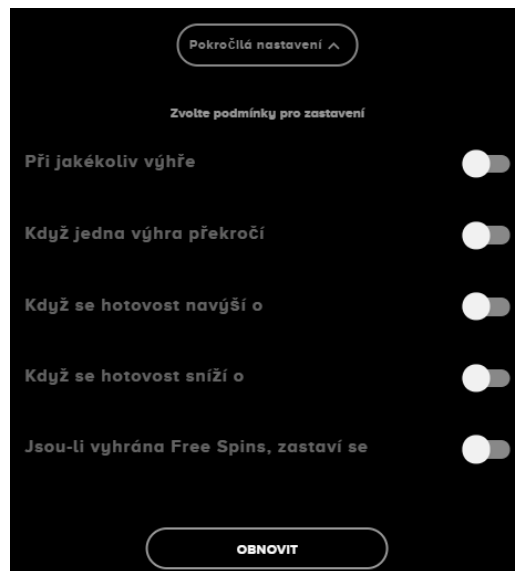 Pokročilá nastavení
Zvolte podmínky pro zastavení
Při jakékoliv výhře
Když jedna výhra překročí
Když se hotovost navýší o
Když se hotovost sníží o
Jsou-li vyhrána Free Spins, zastaví se
OBNOVIT